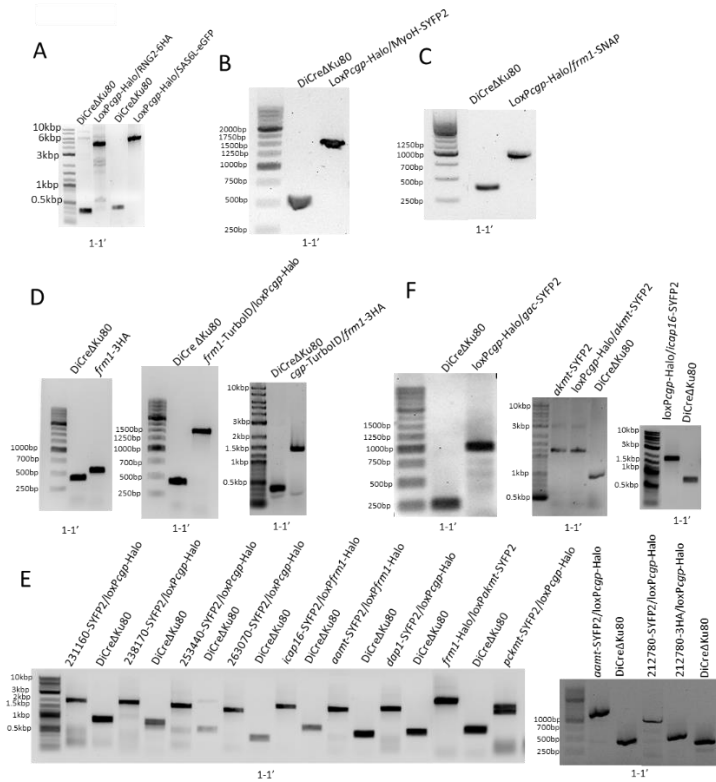 A
DiCreΔKu80
LoxPcgp-Halo/RNG2-6HA
DiCreΔKu80
LoxPcgp-Halo/SAS6L-eGFP
10kbp
6kbp
3kbp
1kbp
0.5kbp
1-1'
B
DiCreΔKu80
LoxPcgp-Halo/MyoH-SYFP2
2000bp
1750bp
1500bp
1250bp
1000bp
750bp
500bp
250bp
1-1'
C
DiCreΔKu80
LoxPcgp-Halo/frm1-SNAP
1250bp
1000bp
750bp
500bp
250bp
1-1'
D
DiCreΔKu80
frm1-3HA
1000bp
700bp
500bp
250bp
1-1'
DiCre ΔKu80
frm1-TurboID/loxPcgp-Halo
1500bp
1250bp
1000bp
750bp
500bp
250bp
1-1'
DiCreΔKu80
cgp-TurboID/frm1-3HA
10kbp
3kbp
2kbp
1.5kbp
1kbp
0.5kbp
1-1'
F
DiCreΔKu80
loxPcgp-Halo/gac-SYFP2
1500bp
1250bp
1000bp
750bp
500bp
250bp
1-1'
akmt-SYFP2
loxPcgp-Halo/akmt-SYFP2
DiCreΔKu80
10kbp
3kbp
1kbp
0.5kbp
1-1'
loxPcgp-Halo/icap16-SYFP2
DiCreΔKu80
10kbp
3kbp
1.5kbp
1kbp
0.5kbp
1-1'
E
231160-SYFP2/loxPcgp-Halo
DiCreΔKu80
238170-SYFP2/loxPcgp-Halo
DiCreΔKu80
253440-SYFP2/loxPcgp-Halo
DiCreΔKu80
263070-SYFP2/loxPcgp-Halo
DiCreΔKu80
icap16-SYFP2/loxPfrm1-Halo
DiCreΔKu80
aamt-SYFP2/loxPfrm1-Halo
DiCreΔKu80
dap1-SYFP2/loxPcgp-Halo
DiCreΔKu80
frm1-Halo/loxPakmt-SYFP2
DiCreΔKu80
pckmt-SYFP2/loxPcgp-Halo
10kbp
3kbp
2kbp
1.5kbp
1kbp
0.5kbp
1-1'
aamt-SYFP2/loxPcgp-Halo
DiCreΔKu80
212780-SYFP2/loxPcgp-Halo
212780-3HA/loxPcgp-Halo
DiCreΔKu80
1000bp
750bp
500bp
250bp
1-1'